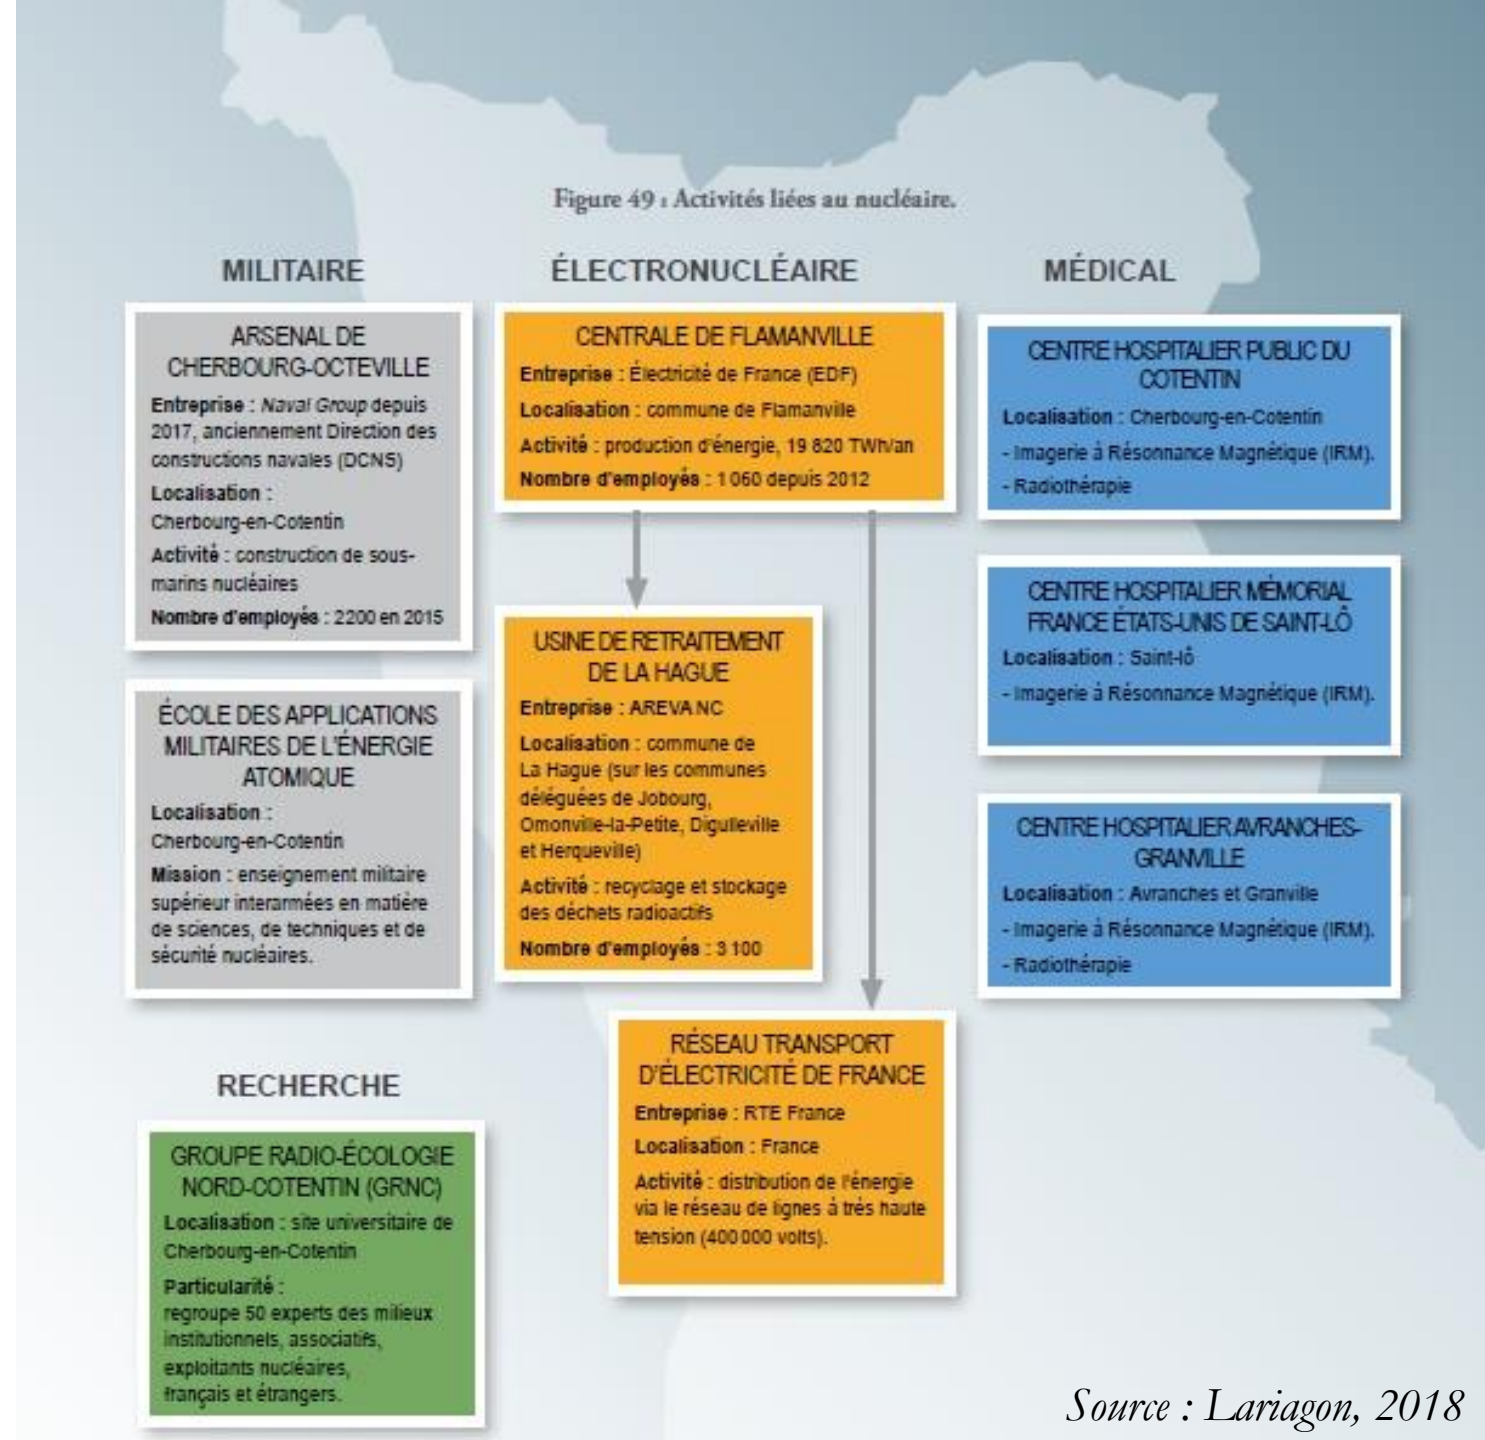 Figure 49 : Activités liées au nucléaire.
MILITAIRE
ARSENAL DE
CHERBOURG-OCTEVILLE
Entreprise : Naval Group depuis
2017, anciennement Direction des
constructions navales (DCNS)
Localisation :
Cherbourg-en-Cotentin
Activité : construction de sous-
marins nucléaires
Nombre d'employés : 2200 en 2015
ÉCOLE DES APPLICATIONS
MILITAIRES DE L'ÉNERGIE
ATOMIQUE
Localisation :
Cherbourg-en-Cotentin
Mission : enseignement militaire
supérieur interarmées en matière
de sciences, de techniques et de
sécurité nucléaires.
ÉLECTRONUCLÉAIRE
CENTRALE DE FLAMANVILLE
Entreprise : Électricité de France (EDF)
Localisation : commune de Flamanville
Activité : production d'énergie, 19 820 TWh/an
Nombre d'employés : 1 060 depuis 2012
USINE DE RETRAITEMENT
DE LA HAGUE
Entreprise : AREVA NC
Localisation : commune de
La Hague (sur les communes
déléguées de Jobourg,
Omonville-la-Petite, Digulleville
et Herqueville)
Activité : recyclage et stockage
des déchets radioactifs
Nombre d'employés : 3 100
RÉSEAU TRANSPORT
D'ÉLECTRICITÉ DE FRANCE
Entreprise : RTE France
Localisation : France
Activité : distribution de l'énergie
via le réseau de lignes à très haute
tension (400 000 volts).
MÉDICAL
CENTRE HOSPITALIER PUBLIC DU
COTENTIN
Localisation : Cherbourg-en-Cotentin
- Imagerie à Résonnance Magnétique (IRM).
- Radiothérapie
CENTRE HOSPITALIER MÉMORIAL
FRANCE ÉTATS-UNIS DE SAINT-LÔ
Localisation : Saint-lô
- Imagerie à Résonnance Magnétique (IRM).
CENTRE HOSPITALIER AVRANCHES-
GRANVILLE
Localisation : Avranches et Granville
- Imagerie à Résonnance Magnétique (IRM).
- Radiothérapie
RECHERCHE
GROUPE RADIO-ÉCOLOGIE
NORD-COTENTIN (GRNC)
Localisation : site universitaire de
Cherbourg-en-Cotentin
Particularité :
regroupe 50 experts des milieux
institutionnels, associatifs,
exploitants nucléaires,
français et étrangers.
Source : Lariagon, 2018